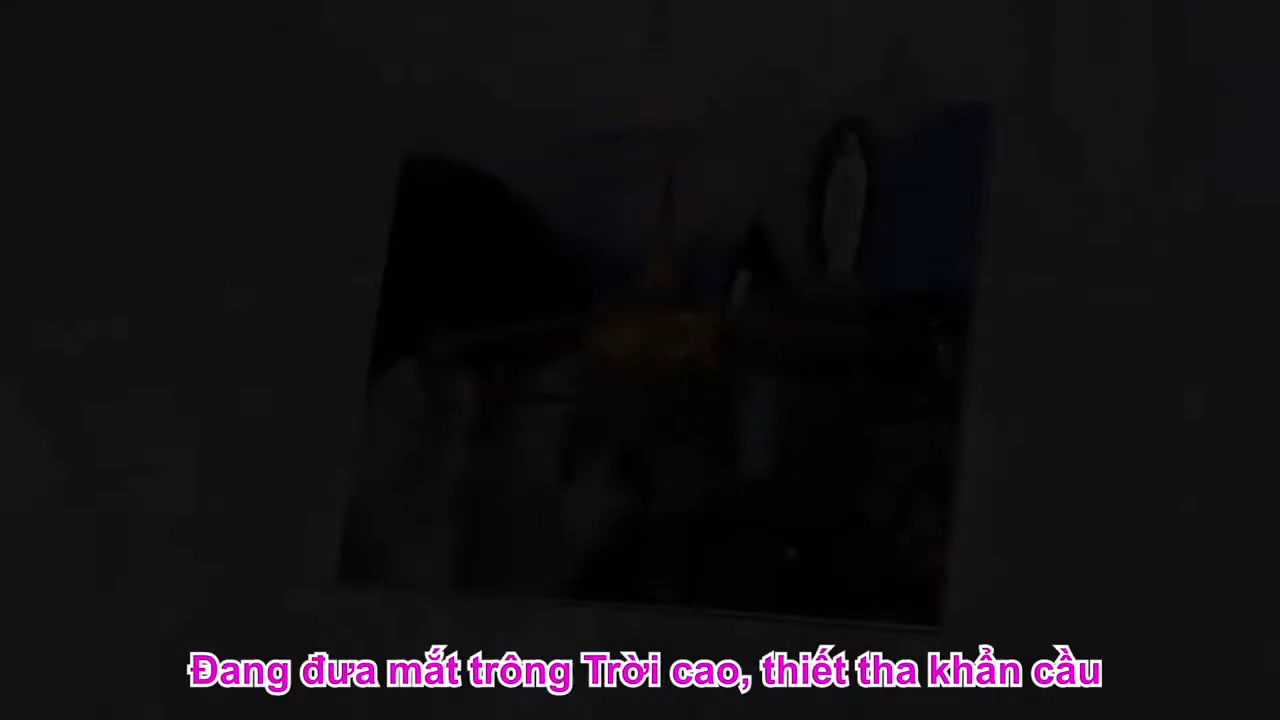 Đang đưa mắt trông Trời cao, thiết tha khẩn cầu